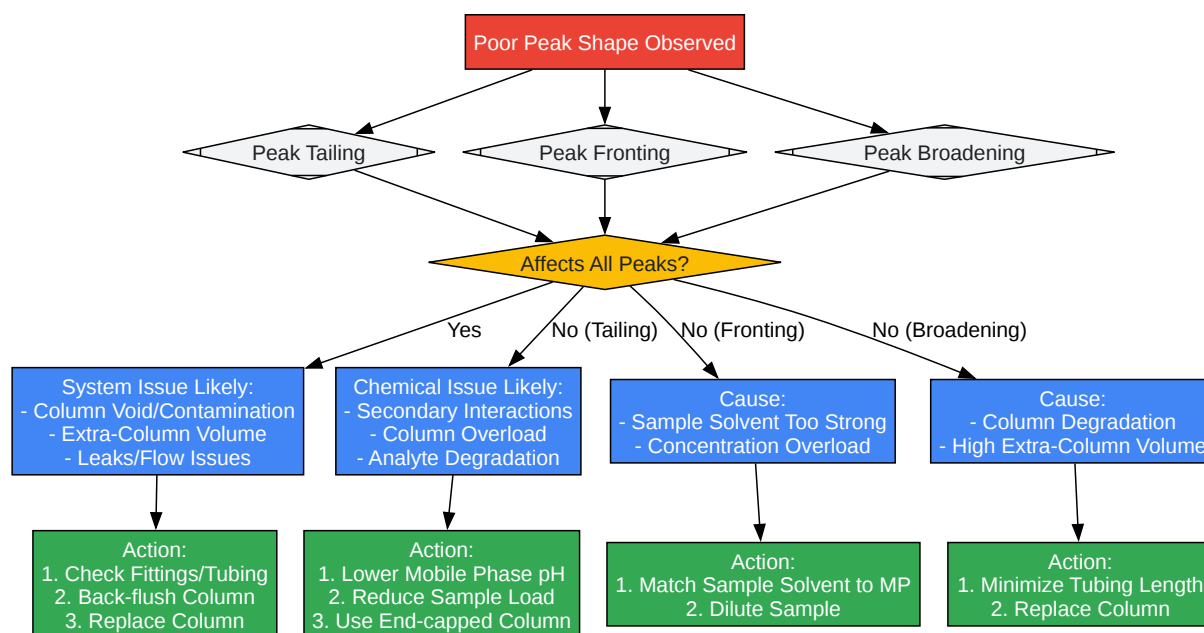 Poor Peak Shape Observed
Peak Tailing
Peak Fronting
Peak Broadening
Affects All Peaks?
Yes
No (Tailing)
No (Fronting)
No (Broadening)
System Issue Likely:
- Column Void/Contamination
- Extra-Column Volume
- Leaks/Flow Issues
Chemical Issue Likely:
- Secondary Interactions
- Column Overload
- Analyte Degradation
Cause:
- Sample Solvent Too Strong
- Concentration Overload
Cause:
- Column Degradation
- High Extra-Column Volume
Action:
1. Check Fittings/Tubing
2. Back-flush Column
3. Replace Column
Action:
1. Lower Mobile Phase pH
2. Reduce Sample Load
3. Use End-capped Column
Action:
1. Match Sample Solvent to MP
2. Dilute Sample
Action:
1. Minimize Tubing Length
2. Replace Column